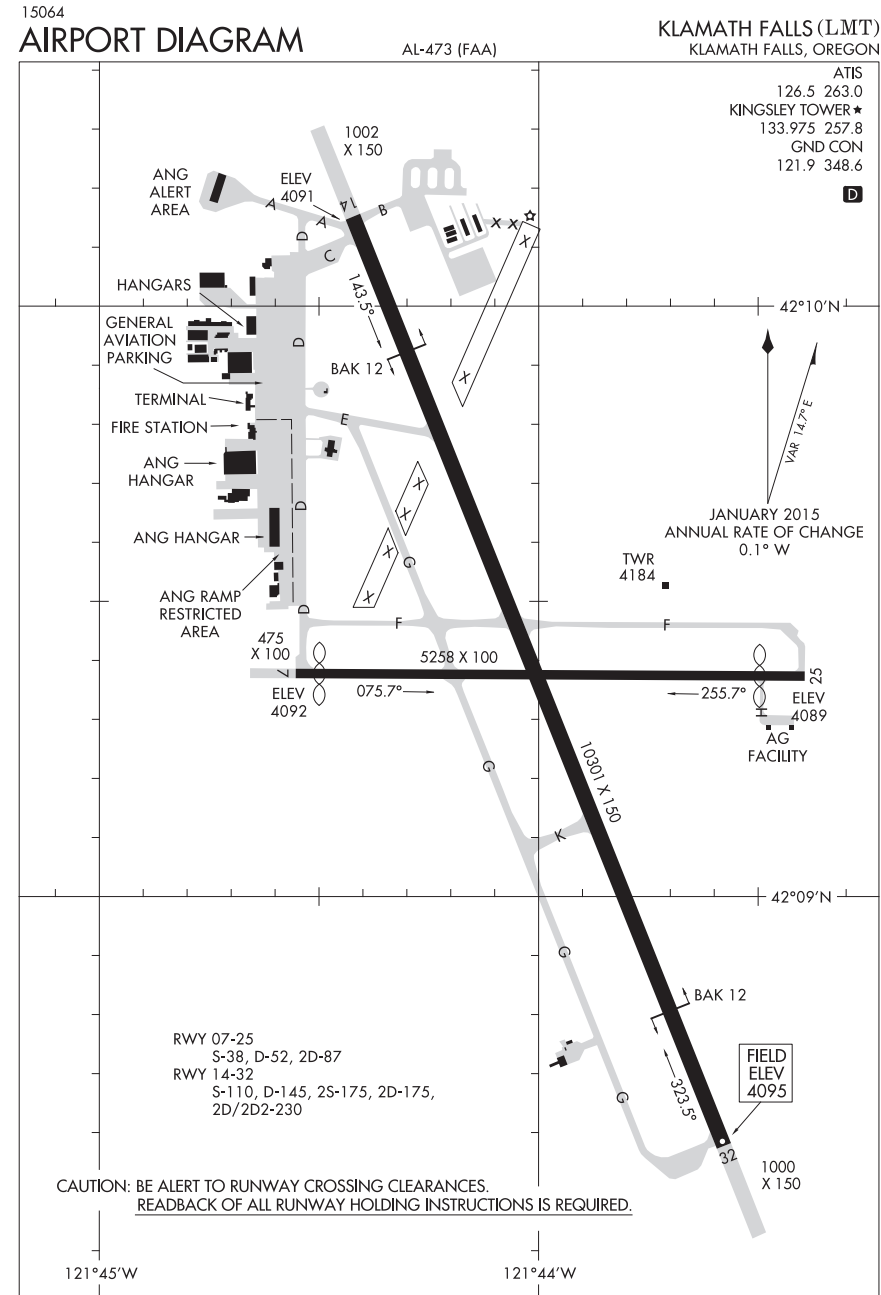 15064
AIRPORT DIAGRAM
AL-473 (FAA)
KLAMATH FALLS (LMT)
KLAMATH FALLS, OREGON
ATIS
126.5 263.0
KINGSLEY TOWER★
133.975 257.8
GND CON
121.9 348.6
D
1002
X 150
ANG
ALERT
AREA
ELEV
4091
14
A
A
B
C
D
X X
X
X
143.5°
42°10'N
HANGARS
GENERAL
AVIATION
PARKING
D
BAK 12
TERMINAL
FIRE STATION
E
ANG
HANGAR
VAR 14.7° E
X
X
D
JANUARY 2015
ANNUAL RATE OF CHANGE
0.1° W
ANG HANGAR
X
X
G
TWR
4184
ANG RAMP
RESTRICTED
AREA
D
F
F
475
X 100
5258 X 100
7
25
ELEV
4092
075.7°
255.7°
ELEV
4089
H
AG
FACILITY
G
10301 X 150
K
42°09'N
G
BAK 12
RWY 07-25
S-38, D-52, 2D-87
RWY 14-32
S-110, D-145, 2S-175, 2D-175,
2D/2D2-230
FIELD
ELEV
4095
G
323.5°
32
1000
X 150
CAUTION: BE ALERT TO RUNWAY CROSSING CLEARANCES.
READBACK OF ALL RUNWAY HOLDING INSTRUCTIONS IS REQUIRED.
121°45'W
121°44'W